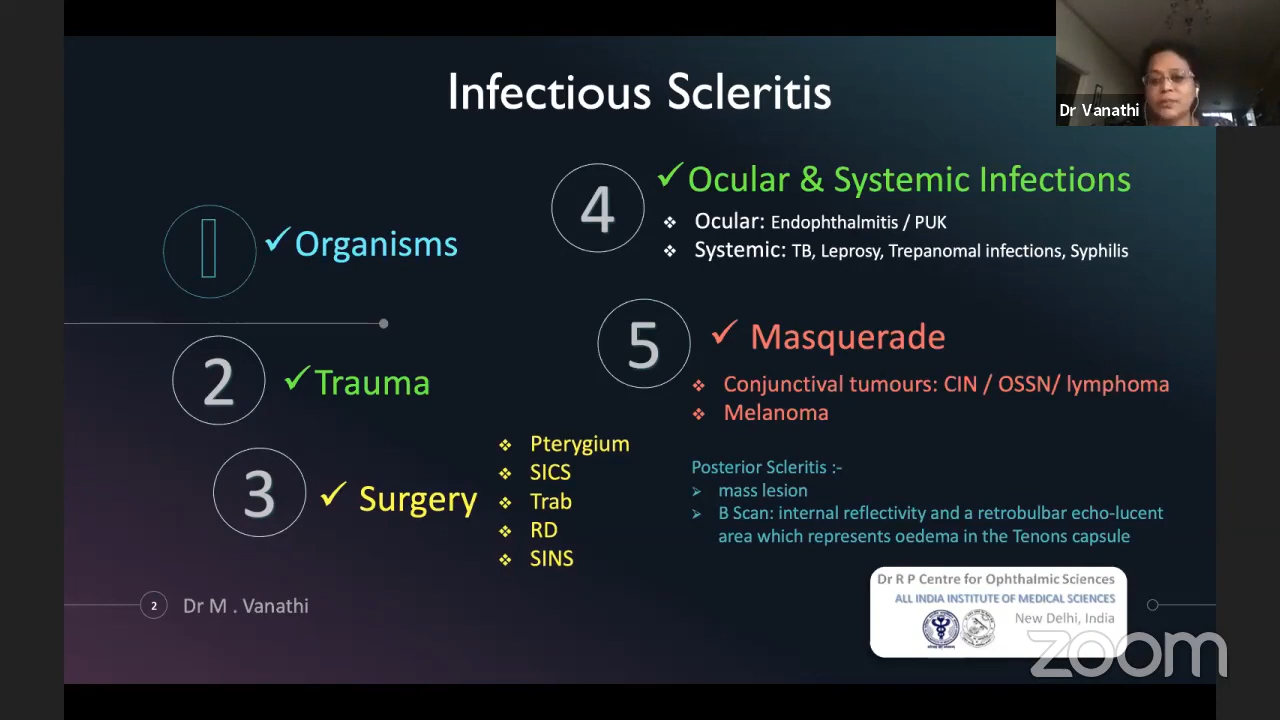 Infectious Scleritis
Dr Vanathi
✓Organisms
2
✓Trauma
3
✓ Surgery
❖ Pterygium
❖ SICS
❖ Trab
❖ RD
❖ SINS
4
✓Ocular & Systemic Infections
❖ Ocular: Endophthalmitis / PUK
❖ Systemic: TB, Leprosy, Trepanomal infections, Syphilis
5
✓ Masquerade
❖ Conjunctival tumours: CIN / OSSN/ lymphoma
❖ Melanoma
Posterior Scleritis :-
➢ mass lesion
➢ B Scan: internal reflectivity and a retrobulbar echo-lucent
area which represents oedema in the Tenons capsule
2
Dr M . Vanathi
Dr R P Centre for Ophthalmic Sciences
ALL INDIA INSTITUTE OF MEDICAL SCIENCES
New Delhi, India
zoom